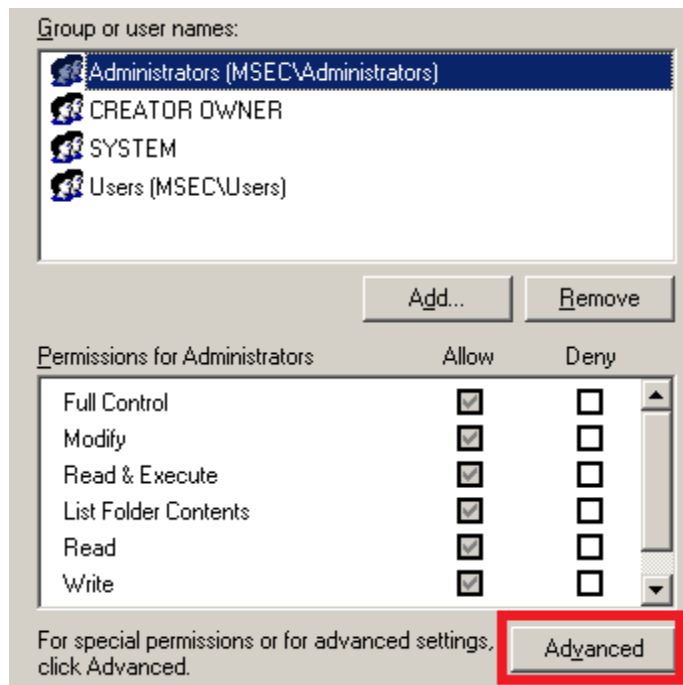 Group or user names:
Administrators (MSEC\Administrators)
CREATOR OWNER
SYSTEM
Users (MSEC\Users)
Add... Remove
Permissions for Administrators Allow Deny
Full Control
Modify
Read & Execute
List Folder Contents
Read
Write
For special permissions or for advanced settings,
click Advanced. Advanced